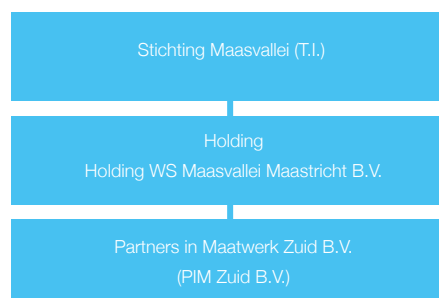 Stichting Maasvallei (T.I.)
Holding
Holding WS Maasvallei Maastricht B.V.
Partners in Maatwerk Zuid B.V.
(PIM Zuid B.V.)